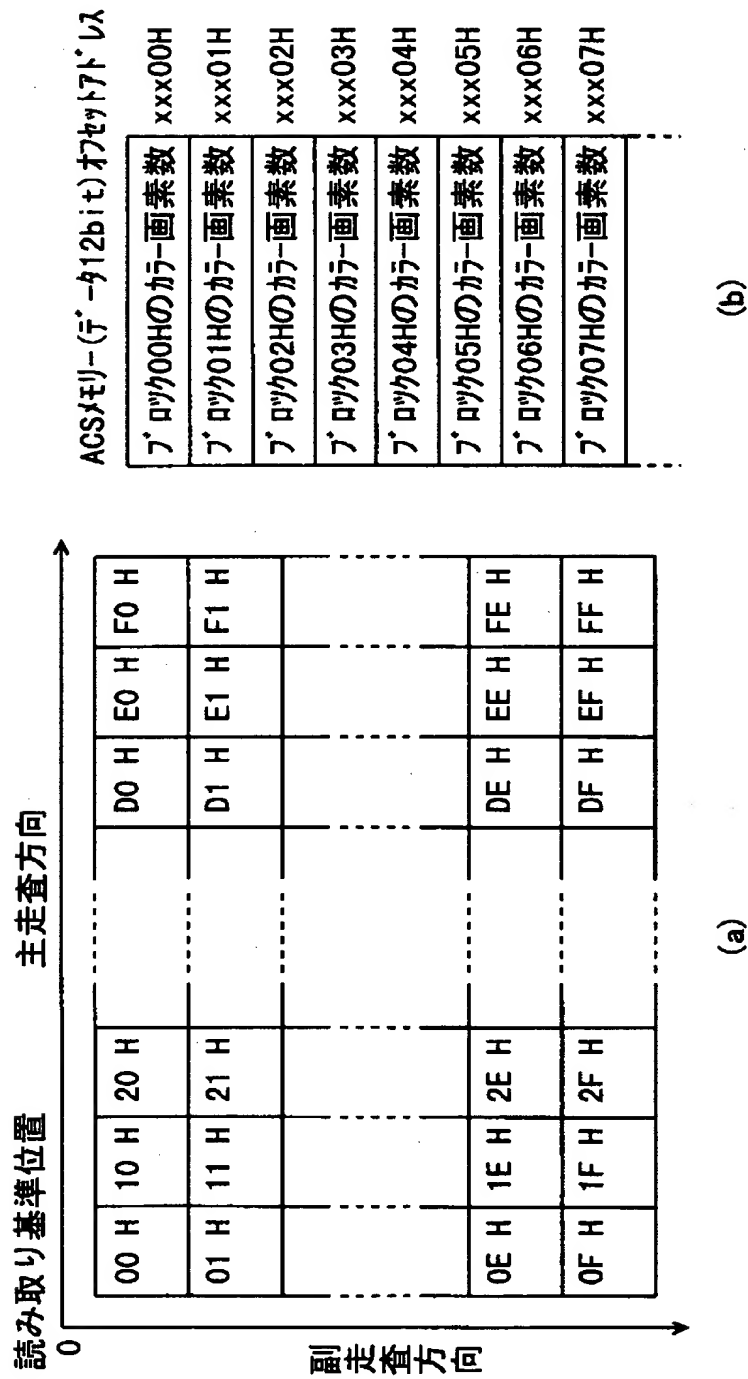 読み取り基準位置 主走査方向
0
副走査方向
00 H 10 H 20 H D0 H E0 H F0 H
01 H 11 H 21 H D1 H E1 H F1 H
0E H 1E H 2E H DE H EE H FE H
0F H 1F H 2F H DF H EF H FF H
(a)
ACSメモリー(データ12bit)オフセットアドレス
ブロック00Hのカラー画素数 xxx00H
ブロック01Hのカラー画素数 xxx01H
ブロック02Hのカラー画素数 xxx02H
ブロック03Hのカラー画素数 xxx03H
ブロック04Hのカラー画素数 xxx04H
ブロック05Hのカラー画素数 xxx05H
ブロック06Hのカラー画素数 xxx06H
ブロック07Hのカラー画素数 xxx07H
(b)